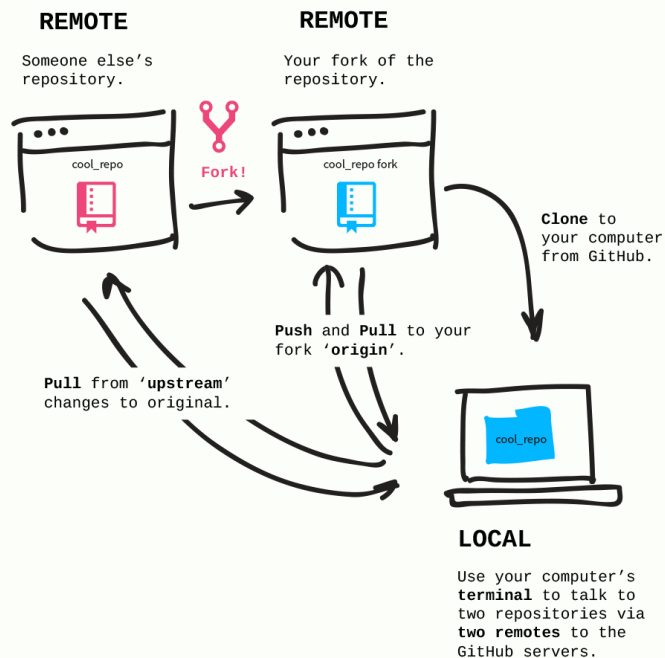 REMOTE
Someone else’s
repository.
REMOTE
Your fork of the
repository.
cool_repo
Fork!
cool_repo fork
Clone to
your computer
from GitHub.
Push and Pull to your
fork ‘origin’.
Pull from ‘upstream’
changes to original.
cool_repo
LOCAL
Use your computer’s
terminal to talk to
two repositories via
two remotes to the
GitHub servers.